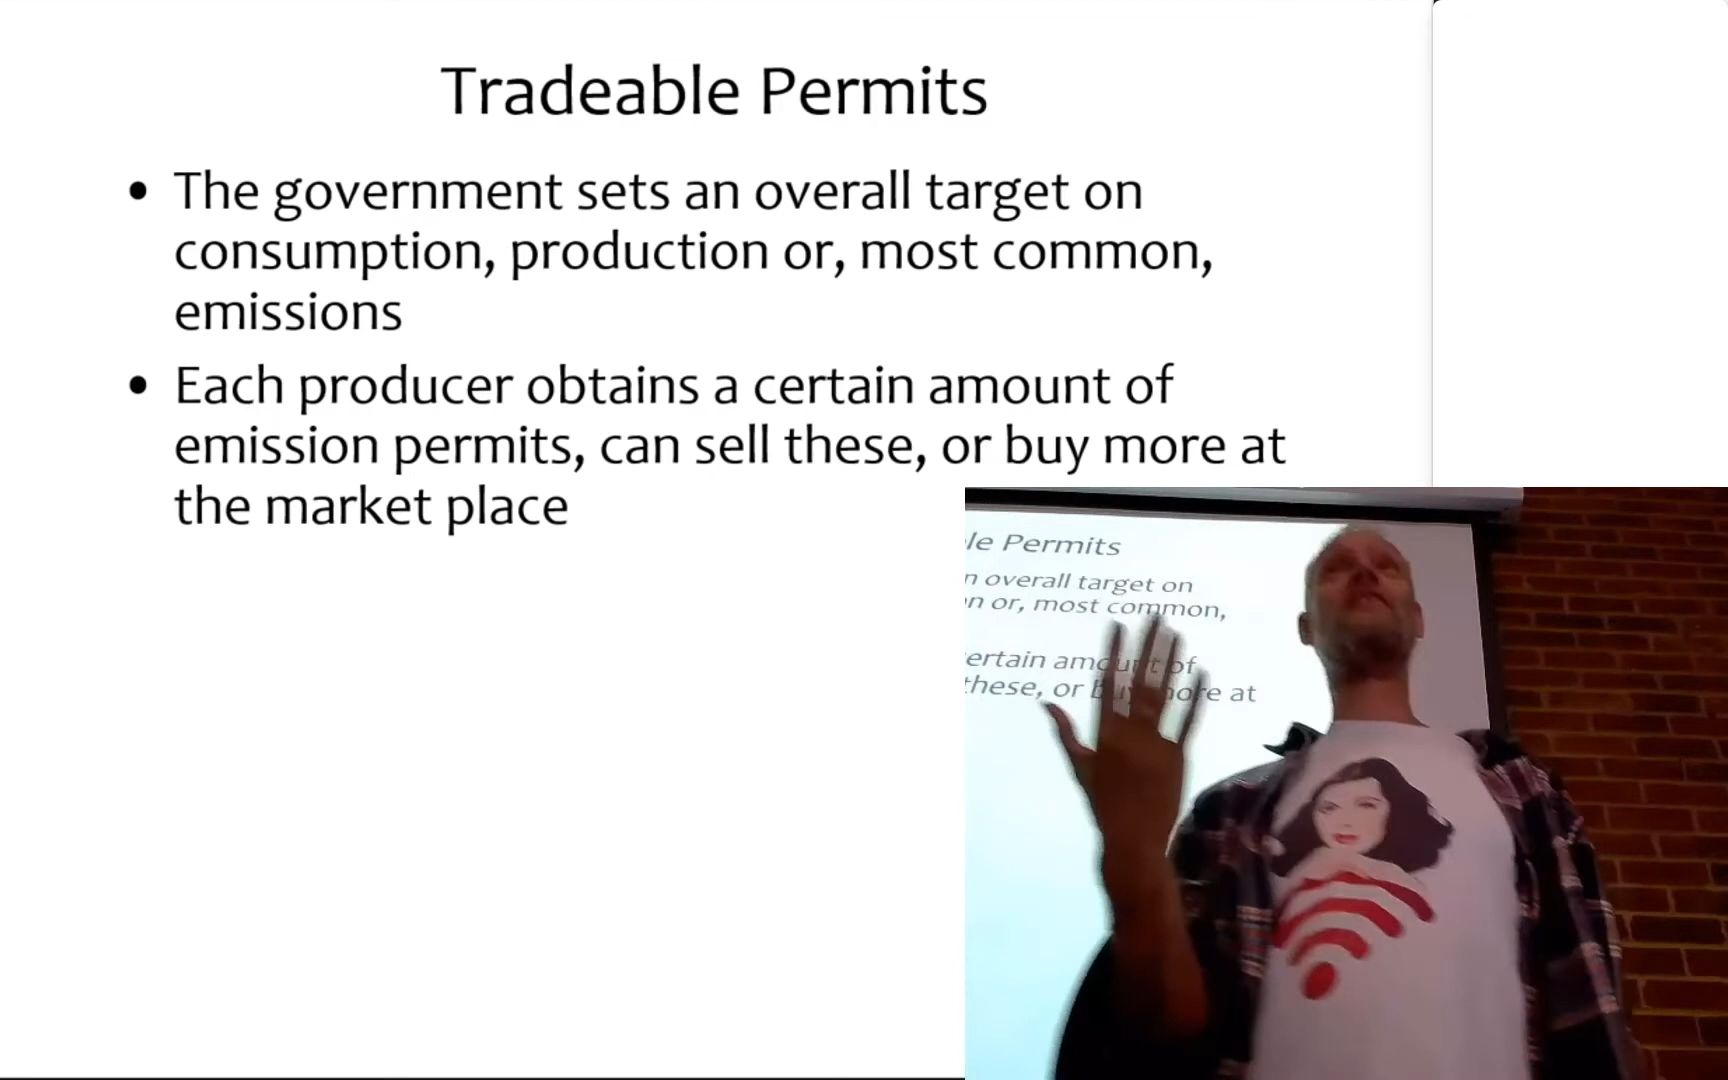 Tradeable Permits
• The government sets an overall target on
consumption, production or, most common,
emissions
• Each producer obtains a certain amount of
emission permits, can sell these, or buy more at
the market place
le Permits
n overall target on
n or, most common,
ertain amount of
these, or buy more at